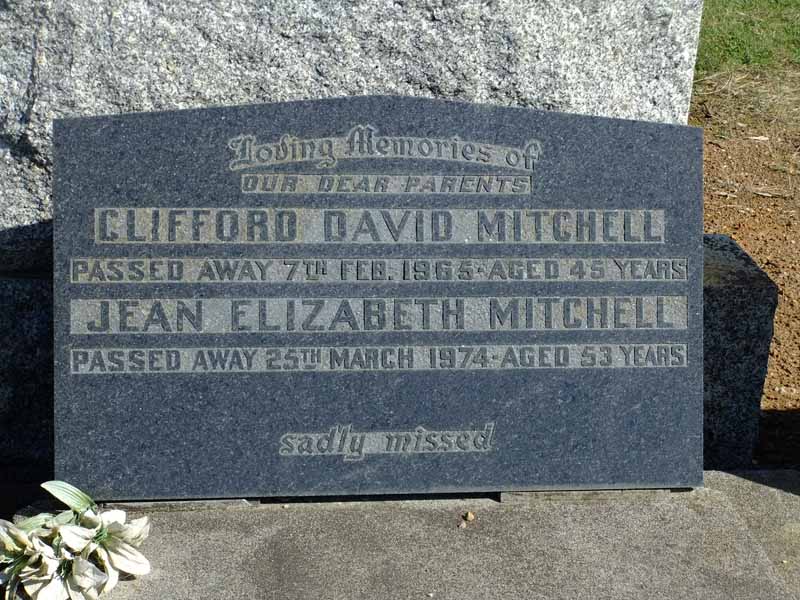 Loving Memories of
OUR DEAR PARENTS
CLIFFORD DAVID MITCHELL
PASSED AWAY 7TH FEB. 1965-AGED 45 YEARS
JEAN ELIZABETH MITCHELL
PASSED AWAY 25TH MARCH 1974-AGED 53 YEARS
sadly missed